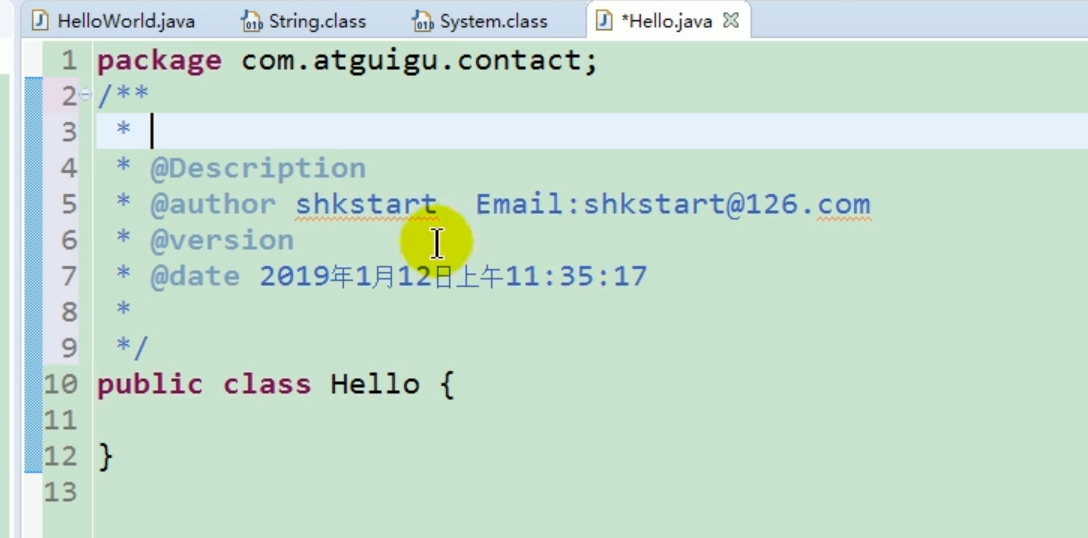 HelloWorld.java String.class System.class *Hello.java
1 package com.atguigu.contact;
2 /**
3 *
4 * @Description
5 * @author shkstart Email:shkstart@126.com
6 * @version
7 * @date 2019年1月12日上午11:35:17
8 *
9 */
10 public class Hello {
11
12 }
13